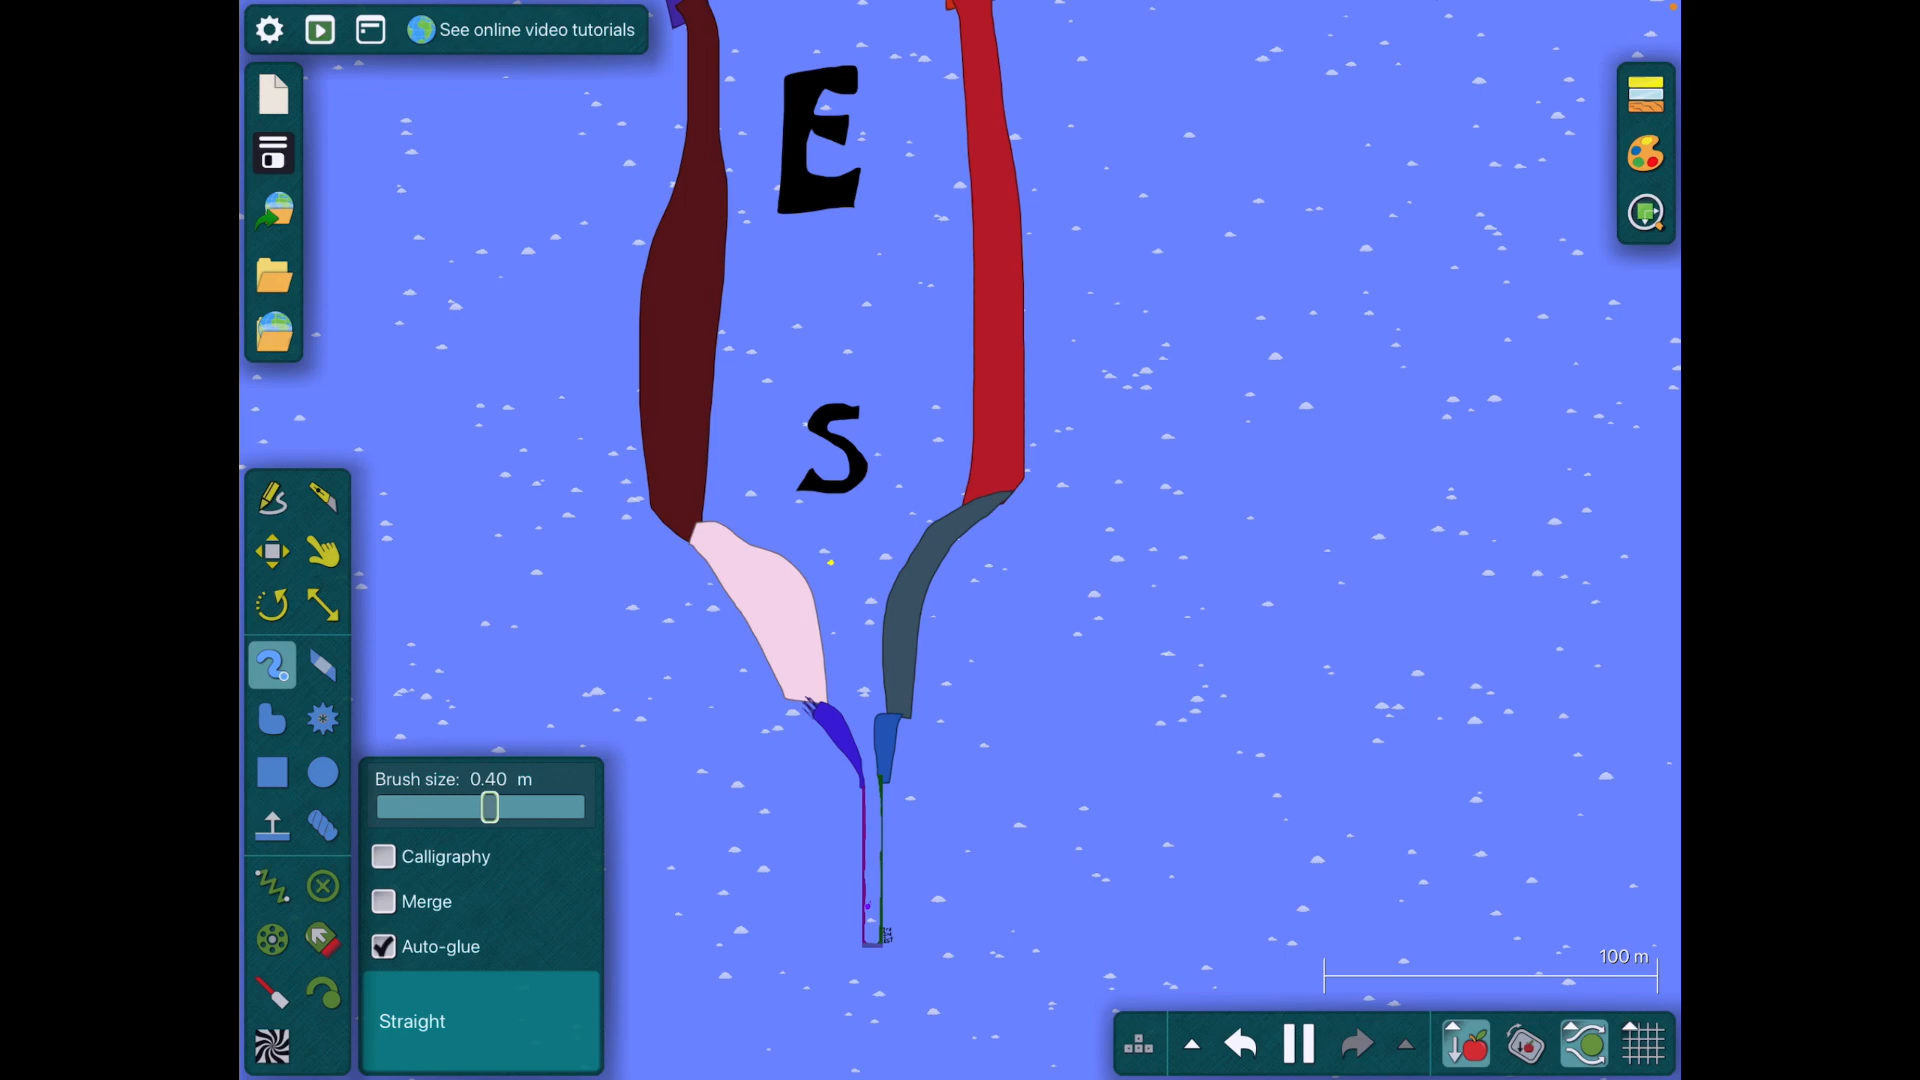 See online video tutorials
E
S
Brush size: 0.40 m
Calligraphy
Merge
Auto-glue
Straight
100 m